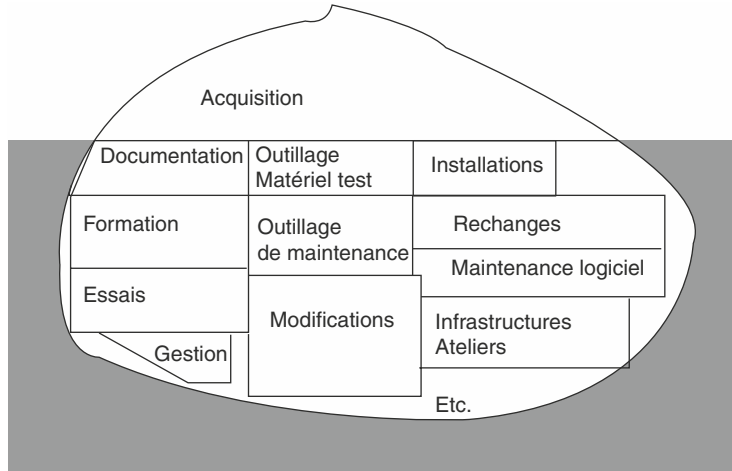 Acquisition
Documentation
Outillage
Matériel test
Installations
Formation
Outillage
de maintenance
Rechanges
Maintenance logiciel
Essais
Modifications
Infrastructures
Ateliers
Gestion
Etc.